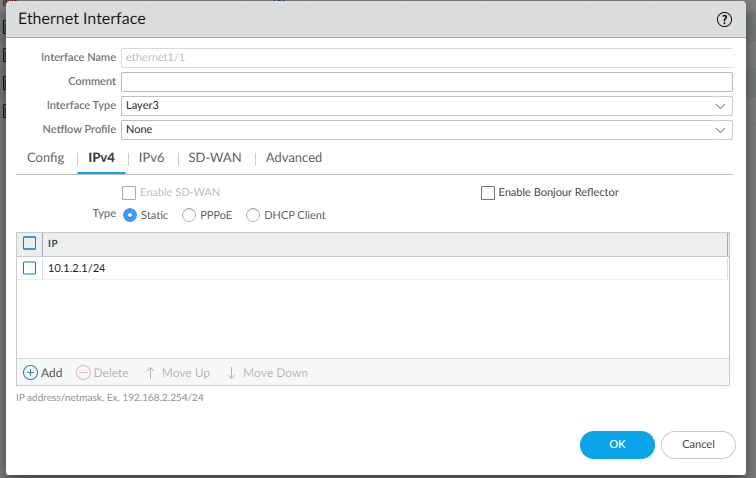 Ethernet Interface
Interface Name ethernet1/1
Comment
Interface Type Layer3
Netflow Profile None
Config IPv4 IPv6 SD-WAN Advanced
Enable SD-WAN Enable Bonjour Reflector
Type Static PPPoE DHCP Client
IP
10.1.2.1/24
Add Delete Move Up Move Down
IP address/netmask. Ex. 192.168.2.254/24
OK Cancel